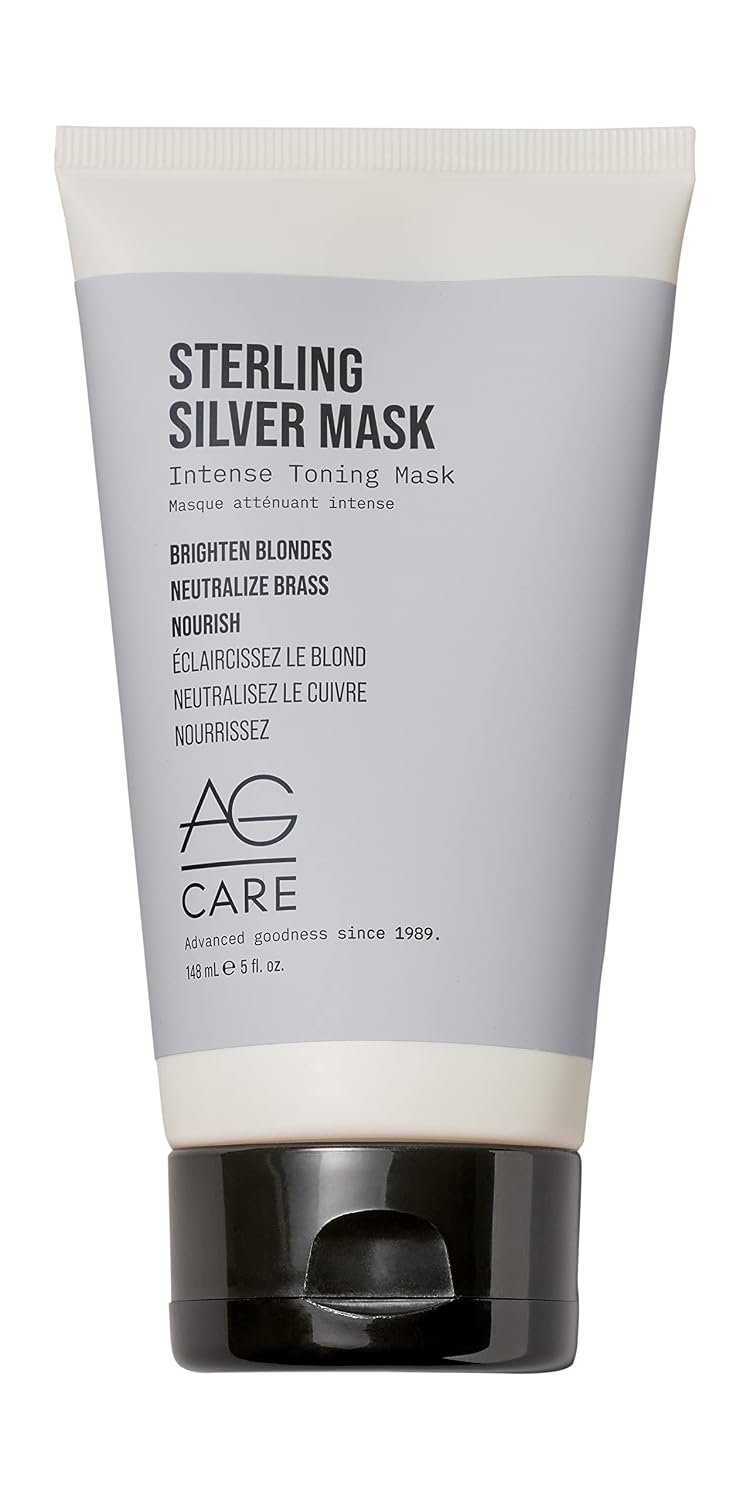 STERLING
SILVER MASK
Intense Toning Mask
Masque atténuant intense
BRIGHTEN BLONDES
NEUTRALIZE BRASS
NOURISH
ÉCLAIRCISSEZ LE BLOND
NEUTRALISEZ LE CUIVRE
NOURRISSEZ
AG
CARE
Advanced goodness since 1989.
148 mL ℮ 5 fl. oz.